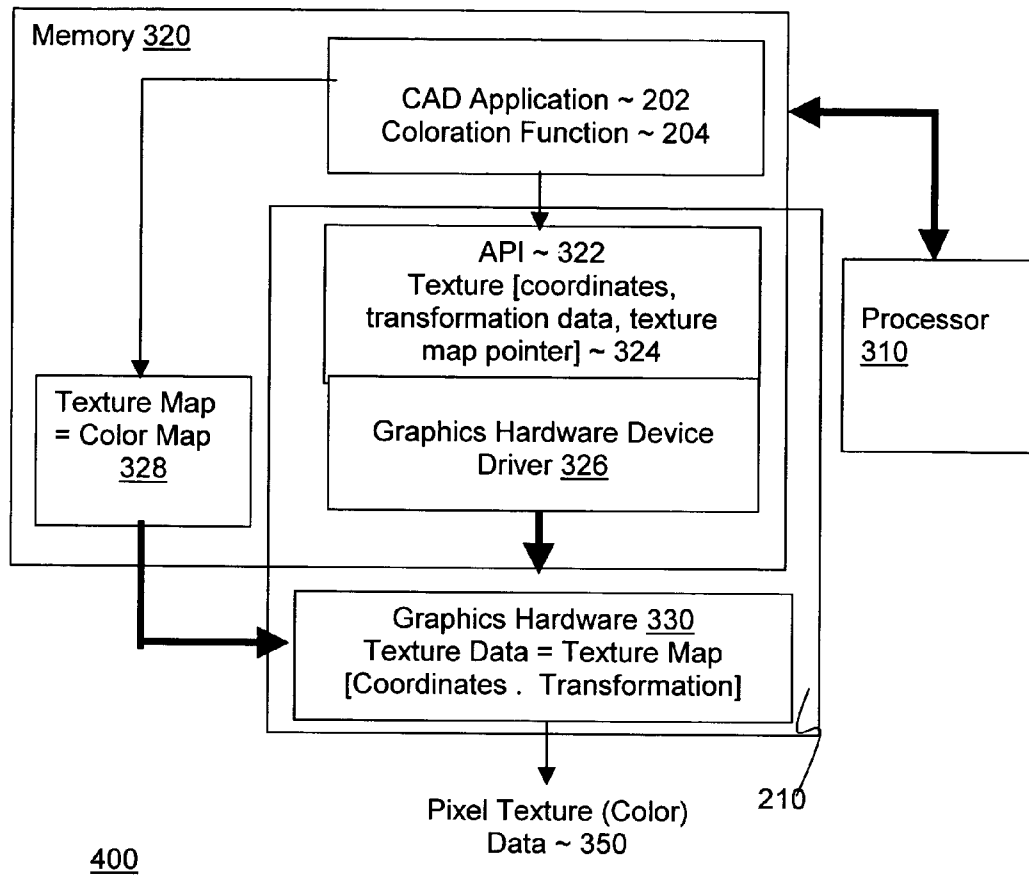 Memory 320
CAD Application ~ 202
Coloration Function ~ 204
API ~ 322
Texture [coordinates,
transformation data, texture
map pointer] ~ 324
Processor
310
Texture Map
= Color Map
328
Graphics Hardware Device
Driver 326
Graphics Hardware 330
Texture Data = Texture Map
[Coordinates . Transformation]
210
Pixel Texture (Color)
Data ~ 350
400